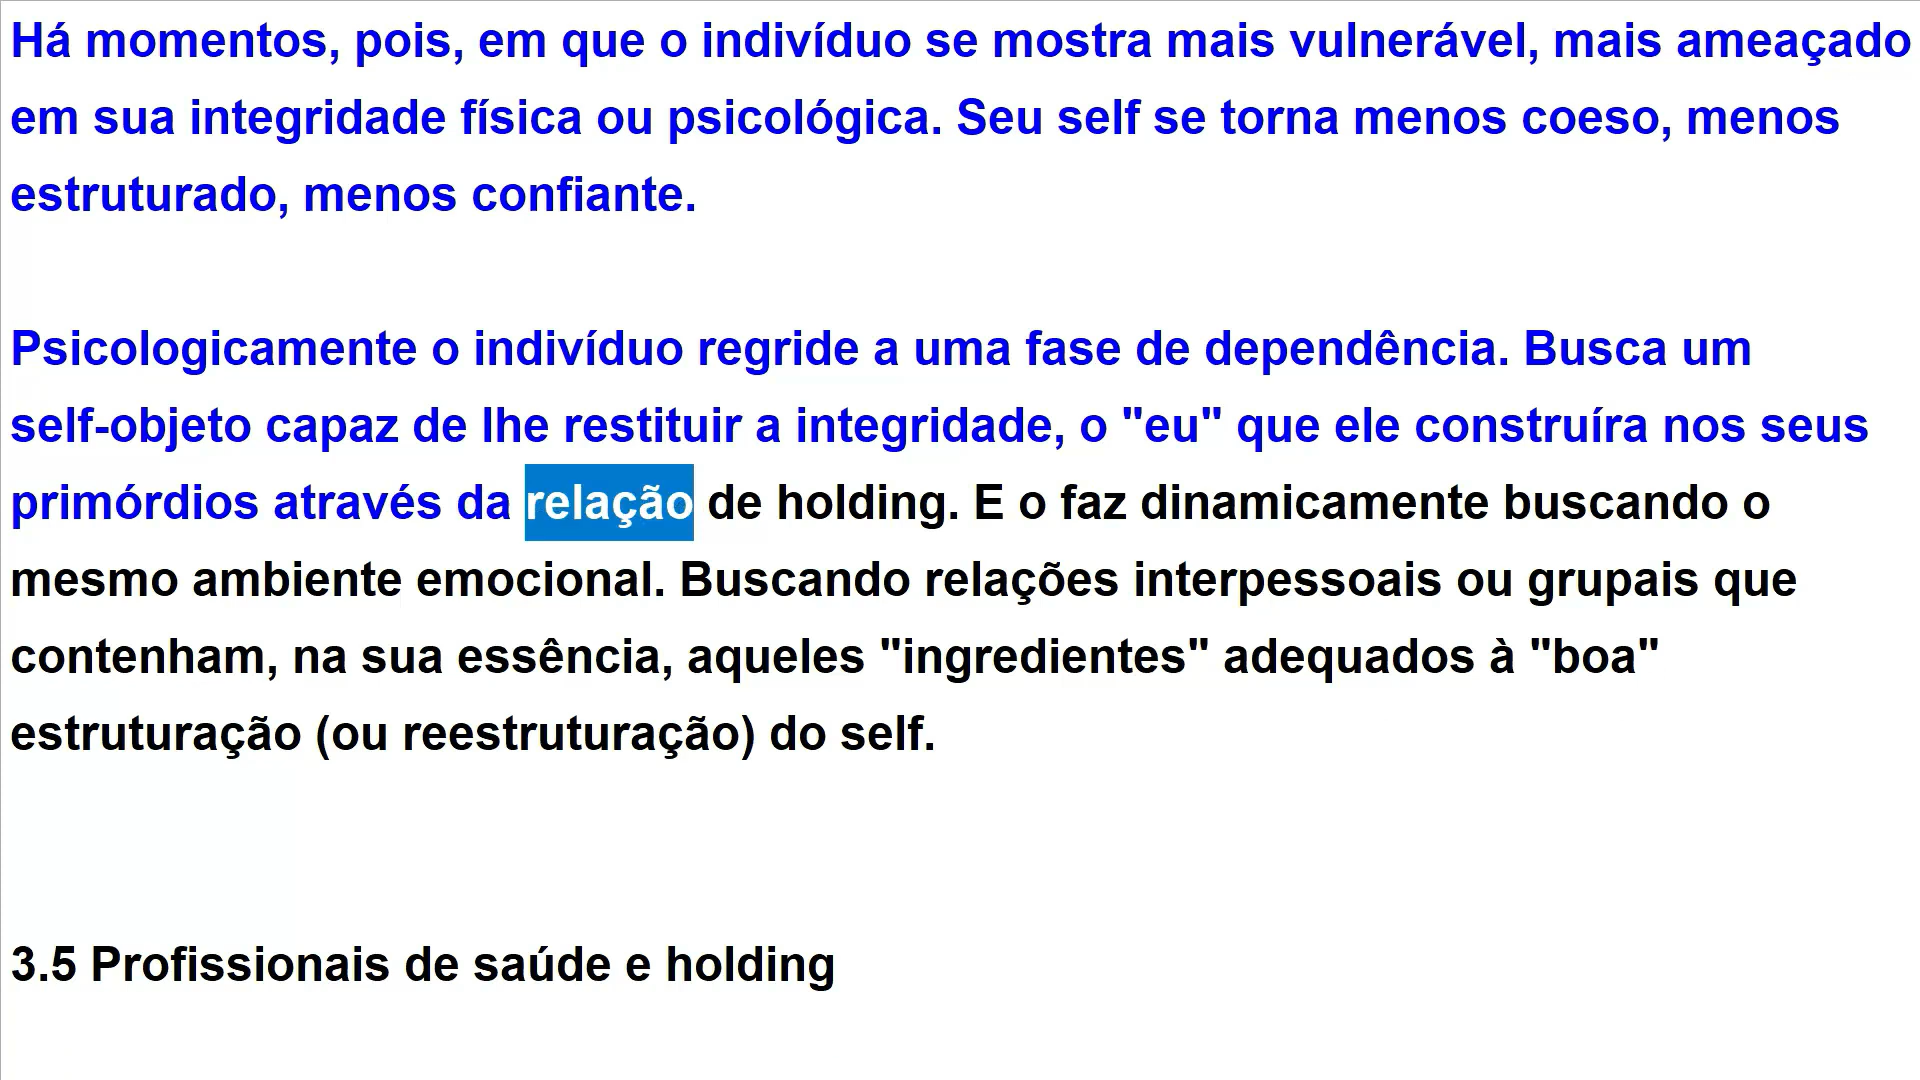 Há momentos, pois, em que o indivíduo se mostra mais vulnerável, mais ameaçado
em sua integridade física ou psicológica. Seu self se torna menos coeso, menos
estruturado, menos confiante.
Psicologicamente o indivíduo regride a uma fase de dependência. Busca um
self-objeto capaz de lhe restituir a integridade, o "eu" que ele construíra nos seus
primórdios através da relação de holding. E o faz dinamicamente buscando o
mesmo ambiente emocional. Buscando relações interpessoais ou grupais que
contenham, na sua essência, aqueles "ingredientes" adequados à "boa"
estruturação (ou reestruturação) do self.
3.5 Profissionais de saúde e holding